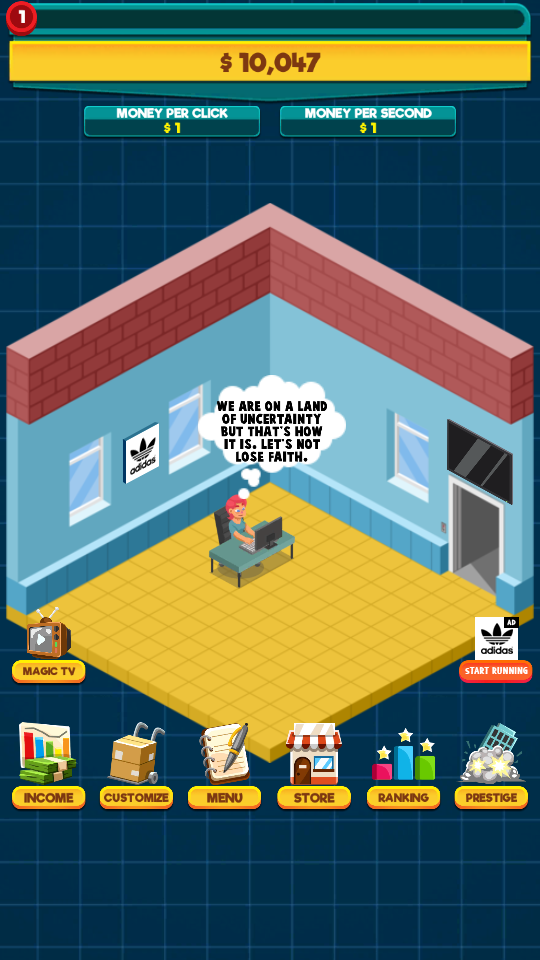 1
$ 10,047
MONEY PER CLICK
$ 1
MONEY PER SECOND
$ 1
WE ARE ON A LAND
OF UNCERTAINTY
BUT THAT'S HOW
IT IS. LET'S NOT
LOSE FAITH.
adidas
AD
adidas
MAGIC TV
START RUNNING
INCOME
CUSTOMIZE
MENU
STORE
RANKING
PRESTIGE